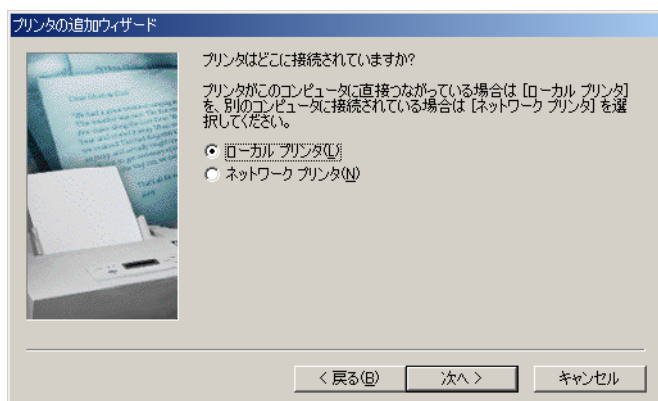 プリンタの追加ウィザード
プリンタはどこに接続されていますか?
プリンタがこのコンピュータに直接つながっている場合は [ローカル プリンタ]
を、別のコンピュータに接続されている場合は [ネットワーク プリンタ] を選
択してください。
ローカル プリンタ(L)
ネットワーク プリンタ(N)
< 戻る(B)
次へ >
キャンセル